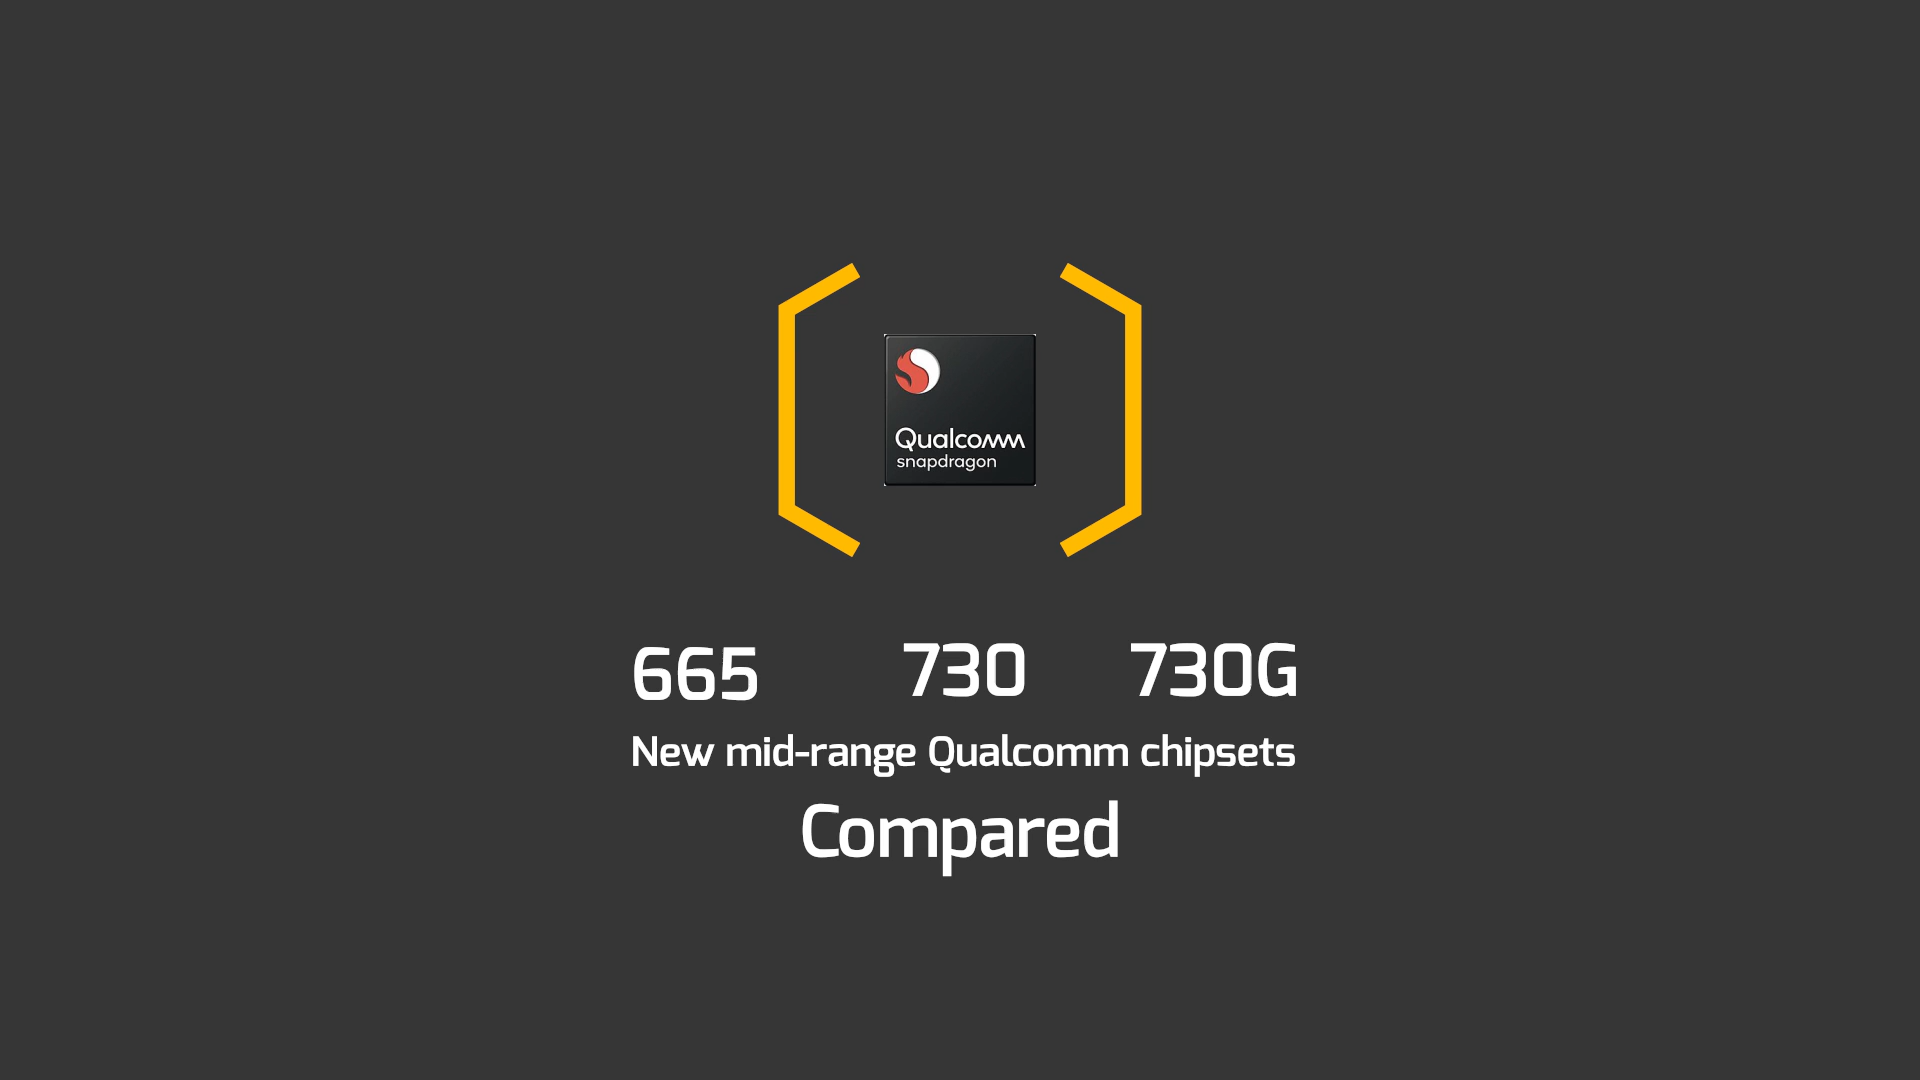 Qualcomm
snapdragon
665 730 730G
New mid-range Qualcomm chipsets
Compared